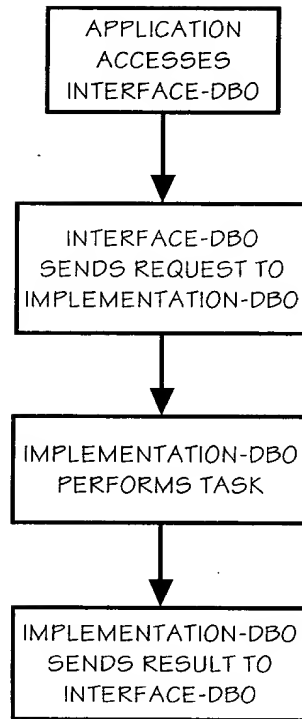 APPLICATION
ACCESSES
INTERFACE-DBO
INTERFACE-DBO
SENDS REQUEST TO
IMPLEMENTATION-DBO
IMPLEMENTATION-DBO
PERFORMS TASK
IMPLEMENTATION-DBO
SENDS RESULT TO
INTERFACE-DBO